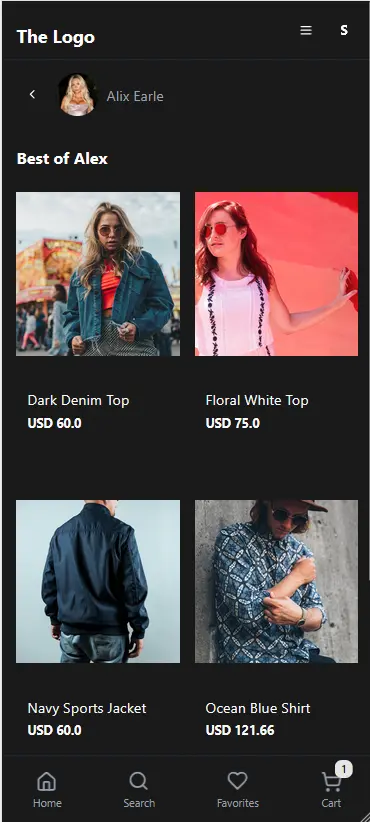 The Logo
S
Alix Earle
Best of Alex
Dark Denim Top
USD 60.0
Floral White Top
USD 75.0
Navy Sports Jacket
USD 60.0
Ocean Blue Shirt
USD 121.66
1
Home
Search
Favorites
Cart